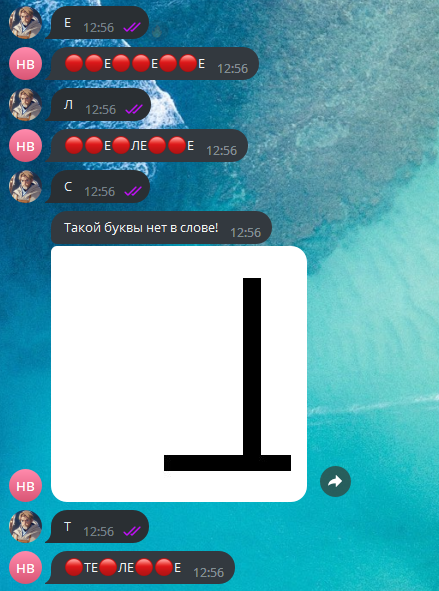 Е 12:56
НВ 🔴🔴Е🔴🔴Е🔴🔴Е 12:56
Л 12:56
НВ 🔴🔴Е🔴ЛЕ🔴🔴Е 12:56
С 12:56
Такой буквы нет в слове! 12:56
НВ
Т 12:56
НВ 🔴ТЕ🔴ЛЕ🔴🔴Е 12:56